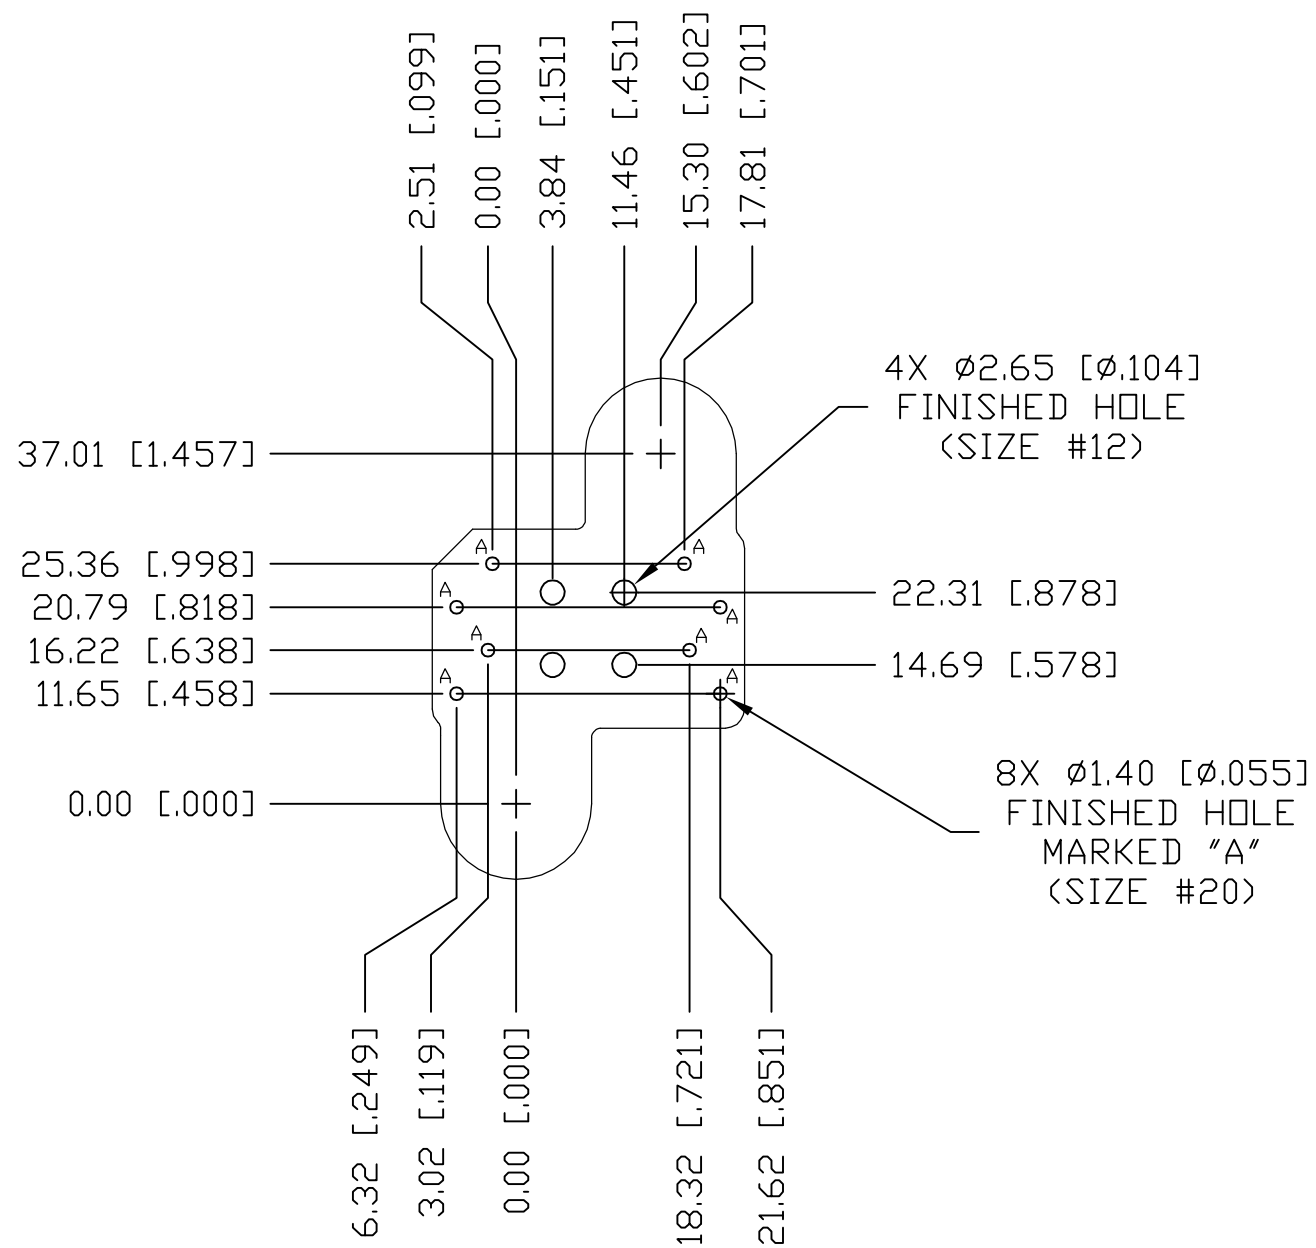 2.51 [.099]
0.00 [.000]
3.84 [.151]
11.46 [.451]
15.30 [.602]
17.81 [.701]
4X ⌀2.65 [⌀.104]
FINISHED HOLE
(SIZE #12)
37.01 [1.457]
A
A
25.36 [.998]
A
22.31 [.878]
20.79 [.818]
A
A
A
16.22 [.638]
14.69 [.578]
A
A
11.65 [.458]
8X ⌀1.40 [⌀.055]
FINISHED HOLE
MARKED "A"
(SIZE #20)
0.00 [.000]
6.32 [.249]
3.02 [.119]
0.00 [.000]
18.32 [.721]
21.62 [.851]